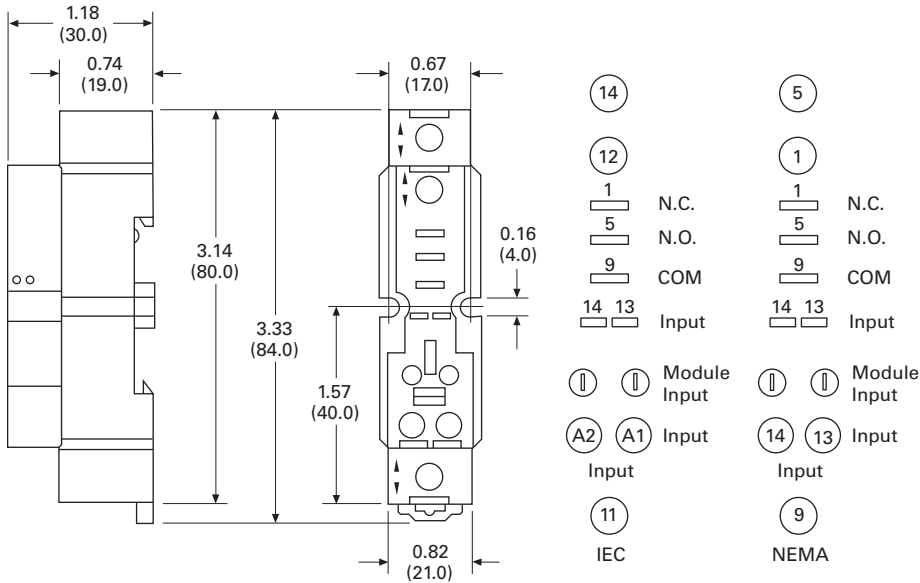 1.18
(30.0)
0.74
(19.0)
0.67
(17.0)
3.14
(80.0)
3.33
(84.0)
1.57
(40.0)
0.16
(4.0)
0.82
(21.0)
14
12
1 N.C.
5 N.O.
9 COM
14 13 Input
Module
Input
A2 A1 Input
Input
11
IEC
5
1
1 N.C.
5 N.O.
9 COM
14 13 Input
Module
Input
14 13 Input
Input
9
NEMA